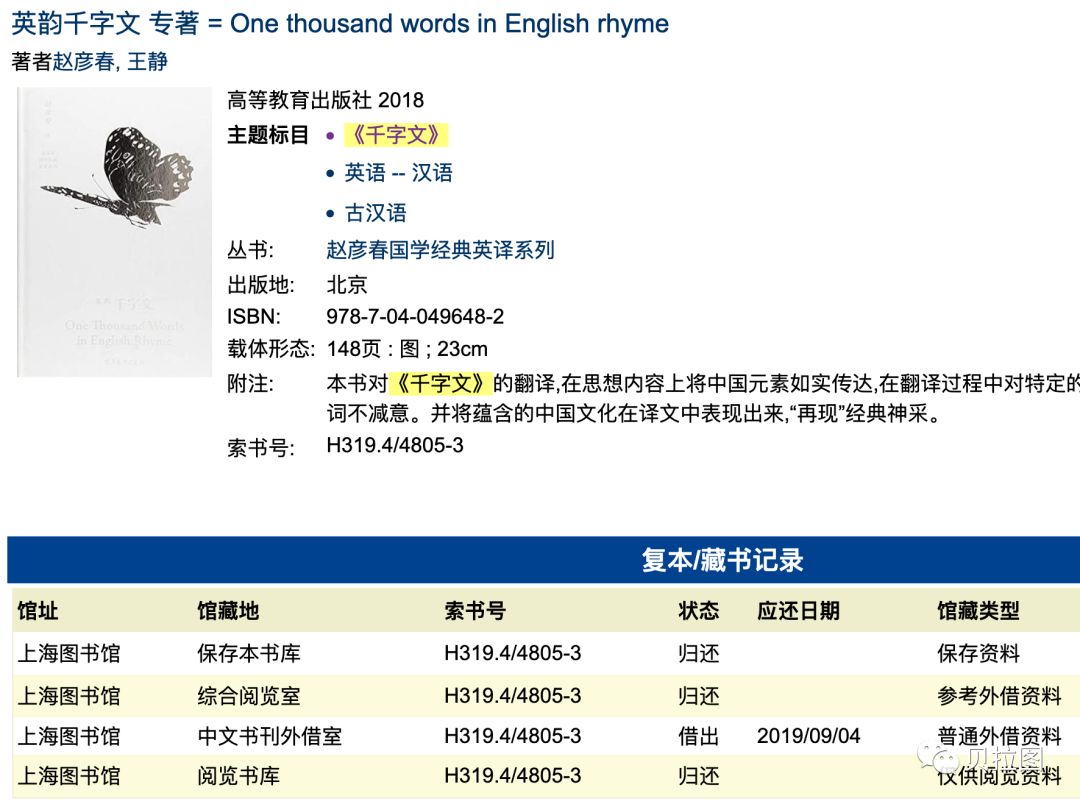 英韵千字文 专著 = One thousand words in English rhyme
著者赵彦春, 王静
高等教育出版社 2018
主题标目 • 《千字文》
• 英语 -- 汉语
• 古汉语
丛书: 赵彦春国学经典英译系列
出版地: 北京
ISBN: 978-7-04-049648-2
载体形态: 148页 : 图 ; 23cm
附注: 本书对《千字文》的翻译,在思想内容上将中国元素如实传达,在翻译过程中对特定的
词不减意。并将蕴含的中国文化在译文中表现出来,“再现”经典神采。
索书号: H319.4/4805-3
千字文
One Thousand Words
in English Rhyme
复本/藏书记录
馆址 馆藏地 索书号 状态 应还日期 馆藏类型
上海图书馆 保存本书库 H319.4/4805-3 归还 保存资料
上海图书馆 综合阅览室 H319.4/4805-3 归还 参考外借资料
上海图书馆 中文书刊外借室 H319.4/4805-3 借出 2019/09/04 普通外借资料
上海图书馆 阅览书库 H319.4/4805-3 归还 仅供阅览资料
贝拉图